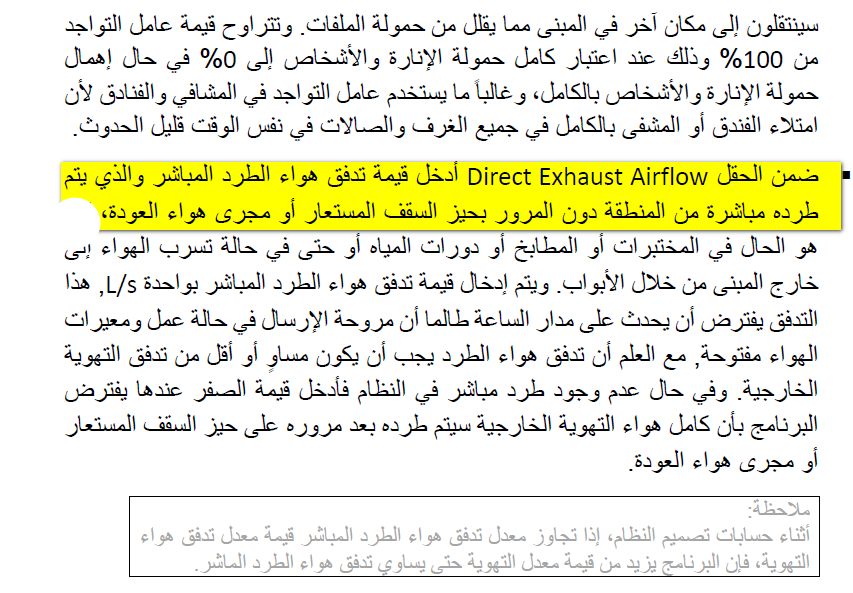 سينتقلون إلى مكان آخر في المبنى مما يقلل من حمولة الملفات. وتتراوح قيمة عامل التواجد
من 100% وذلك عند اعتبار كامل حمولة الإنارة والأشخاص إلى 0% في حال إهمال
حمولة الإنارة والأشخاص بالكامل، وغالباً ما يستخدم عامل التواجد في المشافي والفنادق لأن
امتلاء الفندق أو المشفى بالكامل في جميع الغرف والصالات في نفس الوقت قليل الحدوث.
ضمن الحقل Direct Exhaust Airflow أدخل قيمة تدفق هواء الطرد المباشر والذي يتم
طرده مباشرة من المنطقة دون المرور بحيز السقف المستعار أو مجرى هواء العودة،
هو الحال في المختبرات أو المطابخ أو دورات المياه أو حتى في حالة تسرب الهواء إلى
خارج المبنى من خلال الأبواب. ويتم إدخال قيمة تدفق هواء الطرد المباشر بواحدة L/s, هذا
التدفق يفترض أن يحدث على مدار الساعة طالما أن مروحة الإرسال في حالة عمل ومعيرات
الهواء مفتوحة, مع العلم أن تدفق هواء الطرد يجب أن يكون مساوٍ أو أقل من تدفق التهوية
الخارجية. وفي حال عدم وجود طرد مباشر في النظام فأدخل قيمة الصفر عندها يفترض
البرنامج بأن كامل هواء التهوية الخارجية سيتم طرده بعد مروره على حيز السقف المستعار
أو مجرى هواء العودة.
ملاحظة:
أثناء حسابات تصميم النظام، إذا تجاوز معدل تدفق هواء الطرد المباشر قيمة معدل تدفق هواء
التهوية، فإن البرنامج يزيد من قيمة معدل التهوية حتى يساوي تدفق هواء الطرد الماشر.